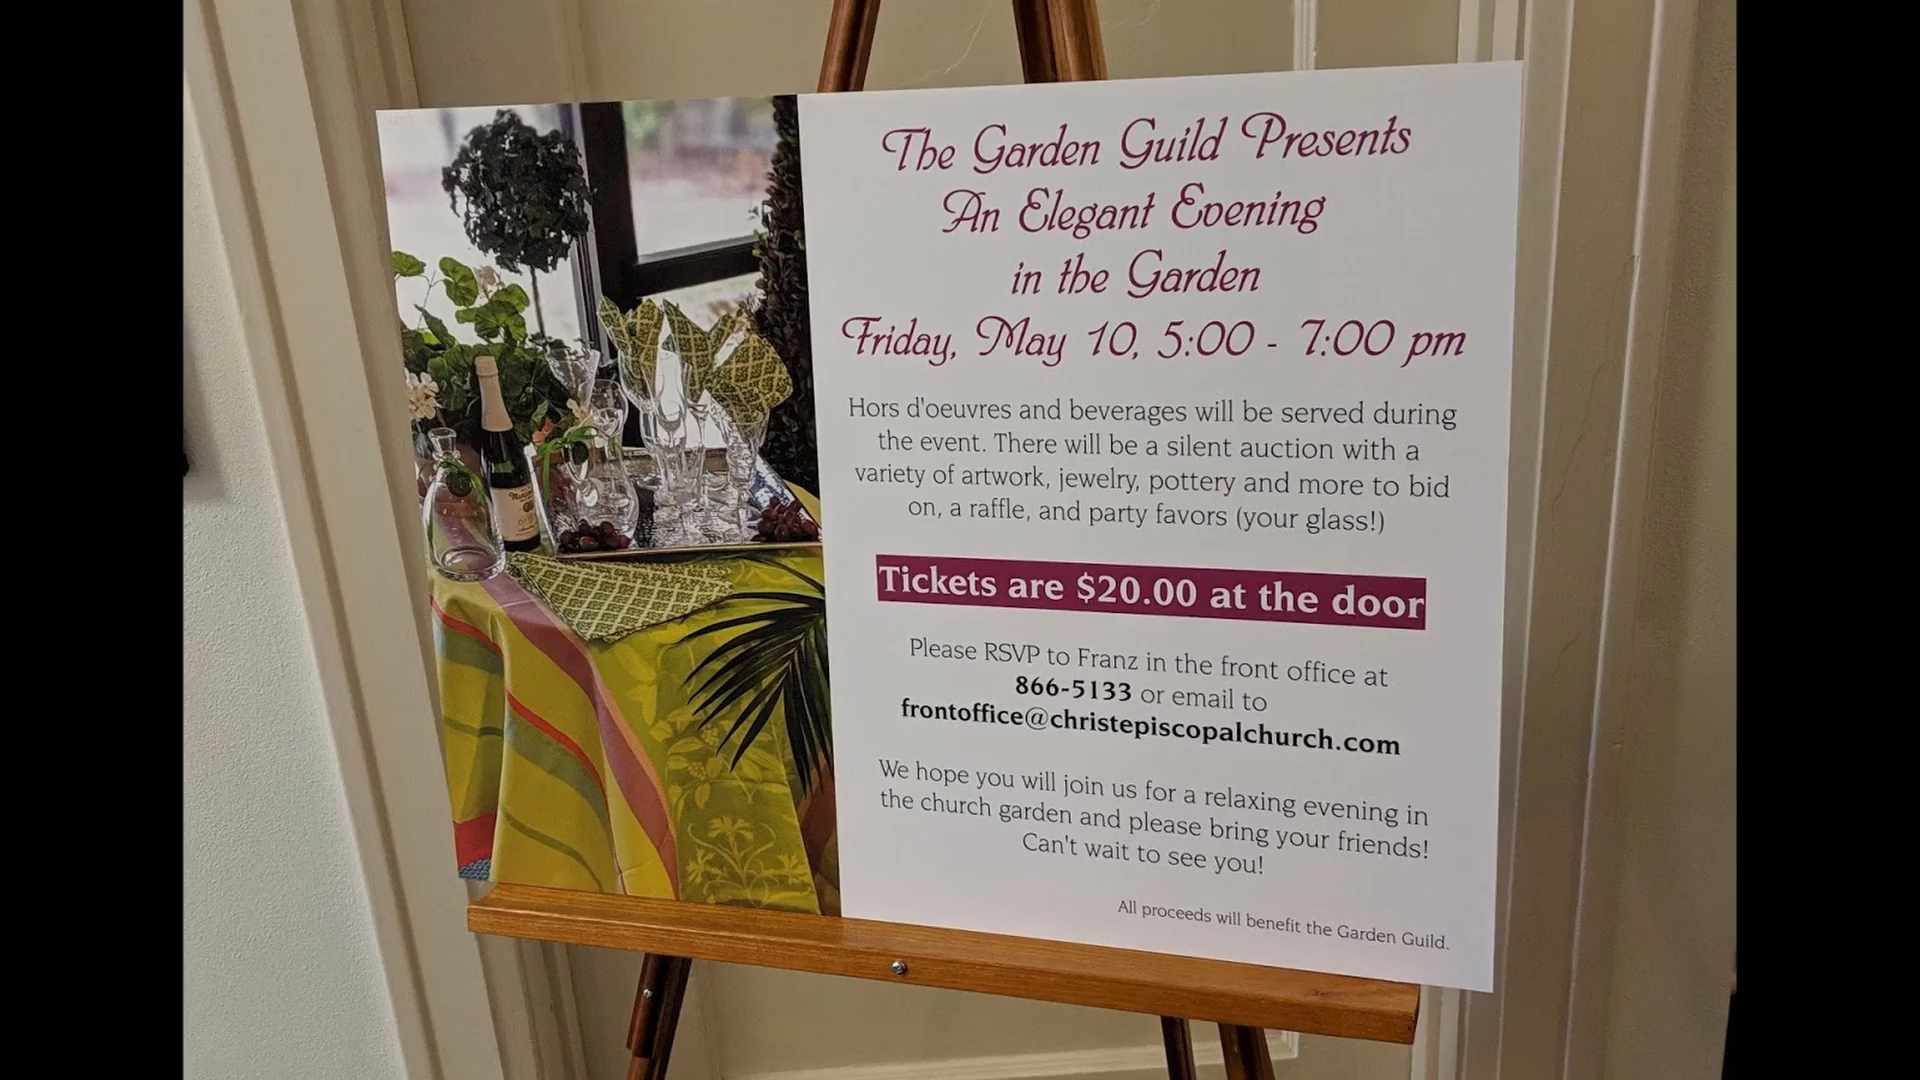 The Garden Guild Presents
An Elegant Evening
in the Garden
Friday, May 10, 5:00 - 7:00 pm
Hors d'oeuvres and beverages will be served during
the event. There will be a silent auction with a
variety of artwork, jewelry, pottery and more to bid
on, a raffle, and party favors (your glass!)
Tickets are $20.00 at the door
Please RSVP to Franz in the front office at
866-5133 or email to
frontoffice@christepiscopalchurch.com
We hope you will join us for a relaxing evening in
the church garden and please bring your friends!
Can't wait to see you!
All proceeds will benefit the Garden Guild.